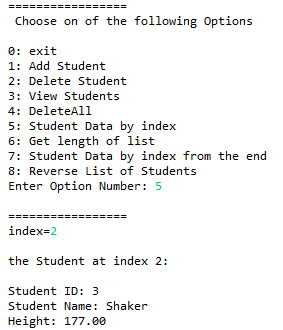 =================
 Choose on of the following Options

0: exit
1: Add Student
2: Delete Student
3: View Students
4: DeleteAll
5: Student Data by index
6: Get length of list
7: Student Data by index from the end
8: Reverse List of Students
Enter Option Number: 5

=================
index=2

the Student at index 2:

Student ID: 3
Student Name: Shaker
Height: 177.00